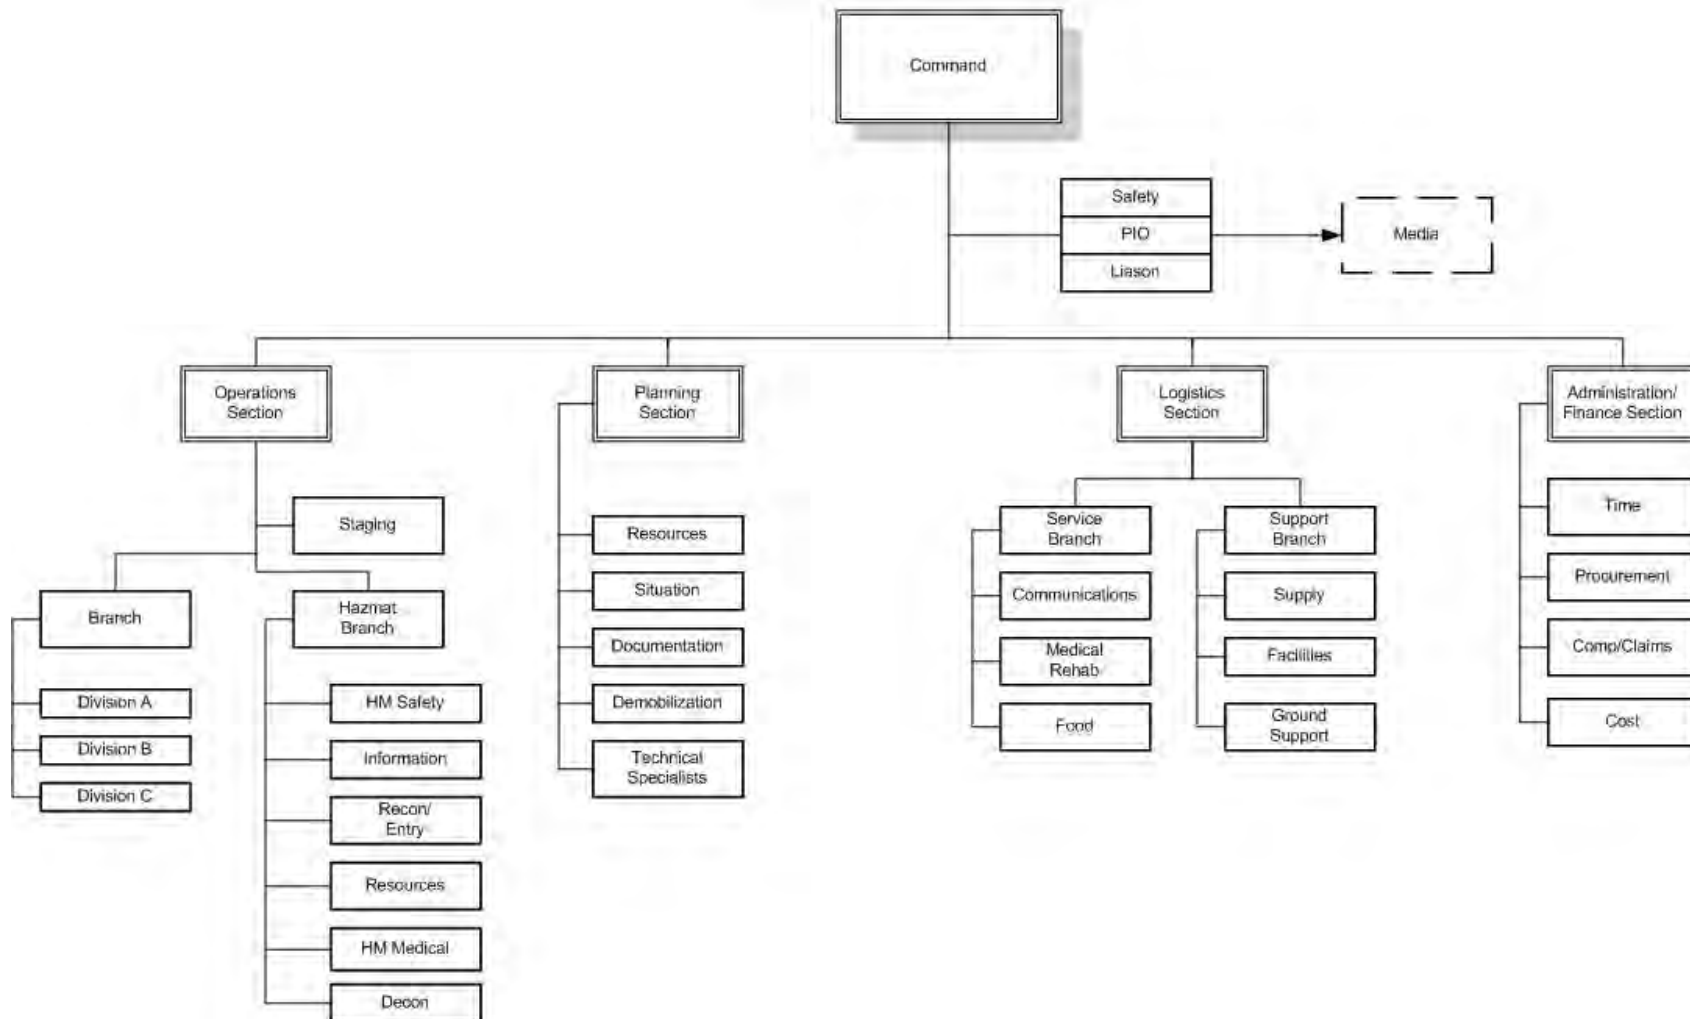 Command
Safety
PIO
Liason
Media
Operations
Section
Planning
Section
Logistics
Section
Administration/
Finance Section
Staging
Branch
Hazmat
Branch
Division A
Division B
Division C
HM Safety
Information
Recon/
Entry
Resources
HM Medical
Decon
Resources
Situation
Documentation
Demobilization
Technical
Specialists
Service
Branch
Communications
Medical
Rehab
Food
Support
Branch
Supply
Facilities
Ground
Support
Time
Procurement
Comp/Claims
Cost